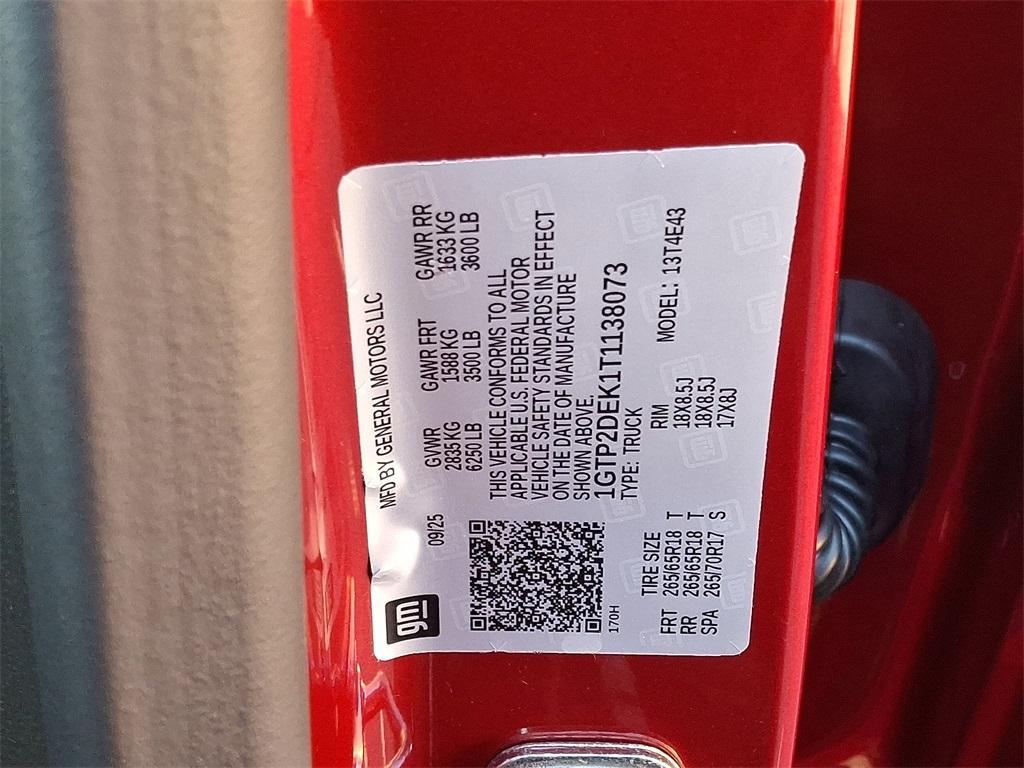 gm
MFD BY GENERAL MOTORS LLC
09/25
GVWR GAWR FRT GAWR RR
2835 KG 1588 KG 1633 KG
6250 LB 3500 LB 3600 LB
THIS VEHICLE CONFORMS TO ALL
APPLICABLE U.S. FEDERAL MOTOR
VEHICLE SAFETY STANDARDS IN EFFECT
ON THE DATE OF MANUFACTURE
SHOWN ABOVE.
1GTP2DEK1T1138073
TYPE: TRUCK
170H
TIRE SIZE RIM MODEL: 13T4E43
FRT 265/65R18 T 18X8.5J
RR 265/65R18 T 18X8.5J
SPA 265/70R17 S 17X8J